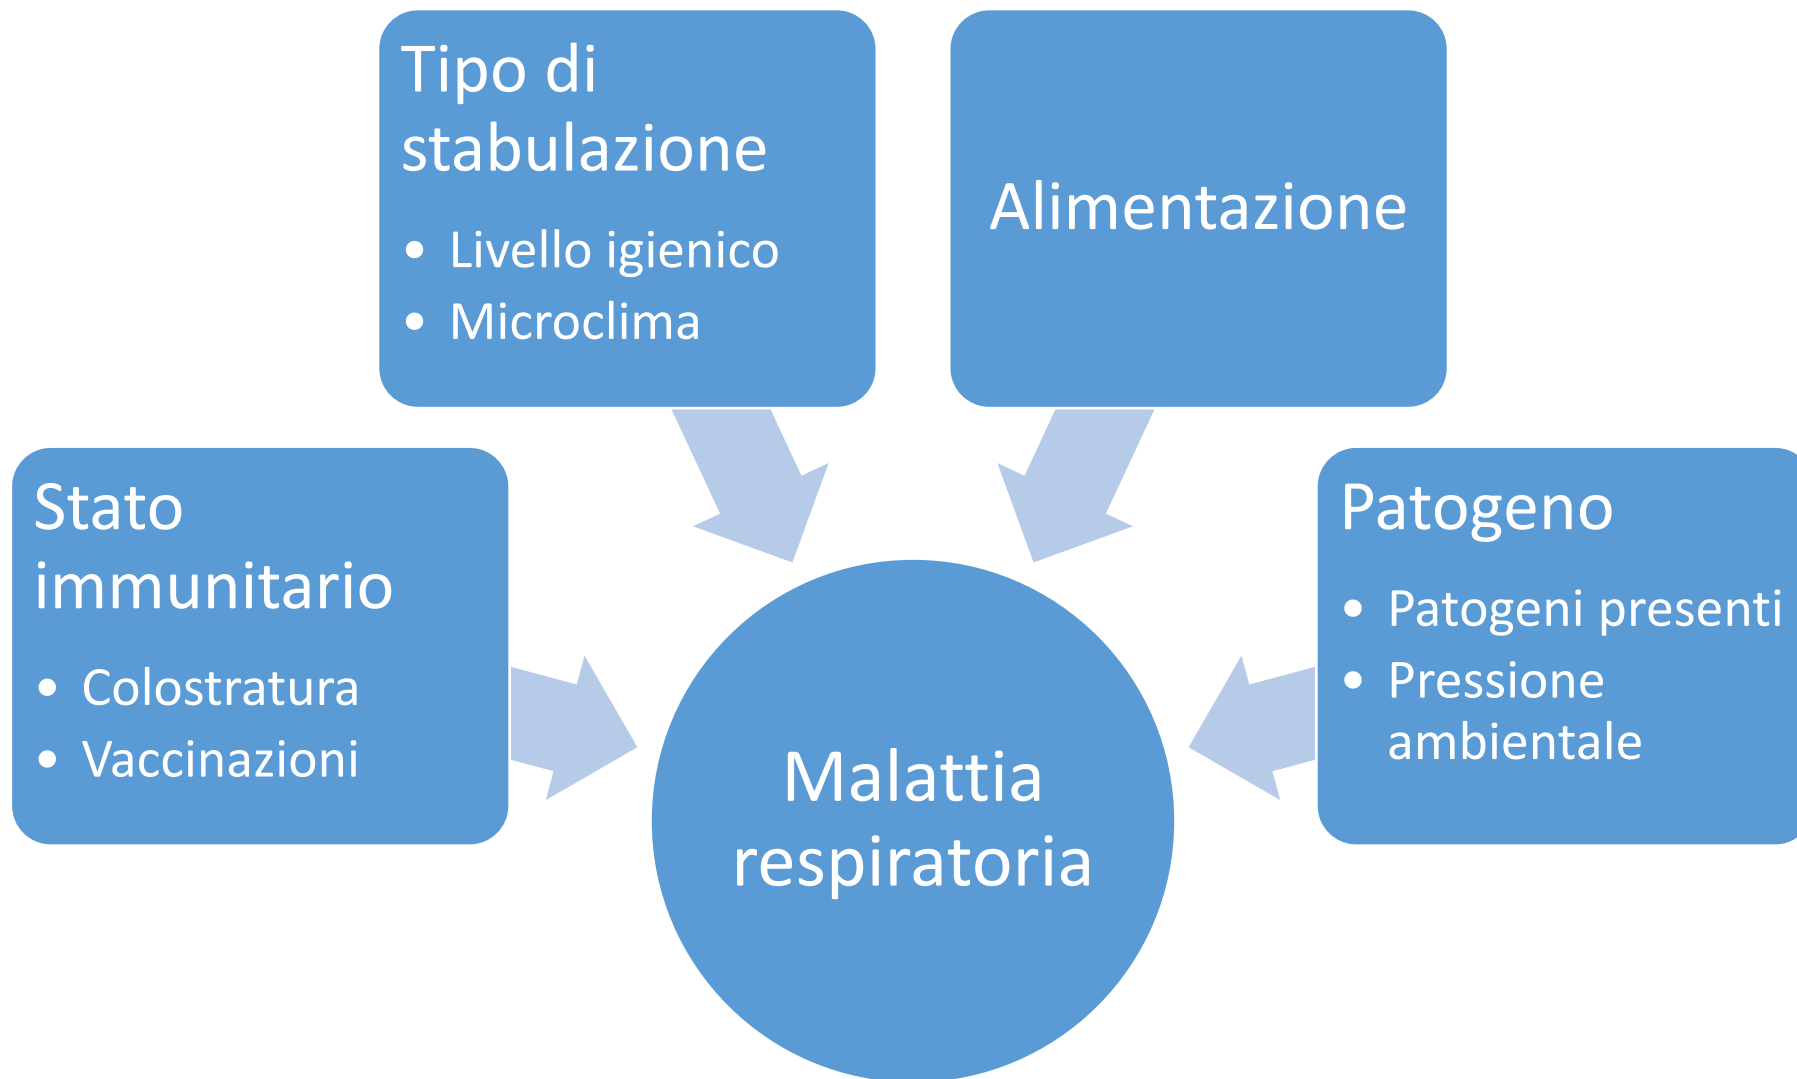 Tipo di
stabulazione
• Livello igienico
• Microclima
Alimentazione
Stato
immunitario
• Colostratura
• Vaccinazioni
Patogeno
• Patogeni presenti
• Pressione
ambientale
Malattia
respiratoria